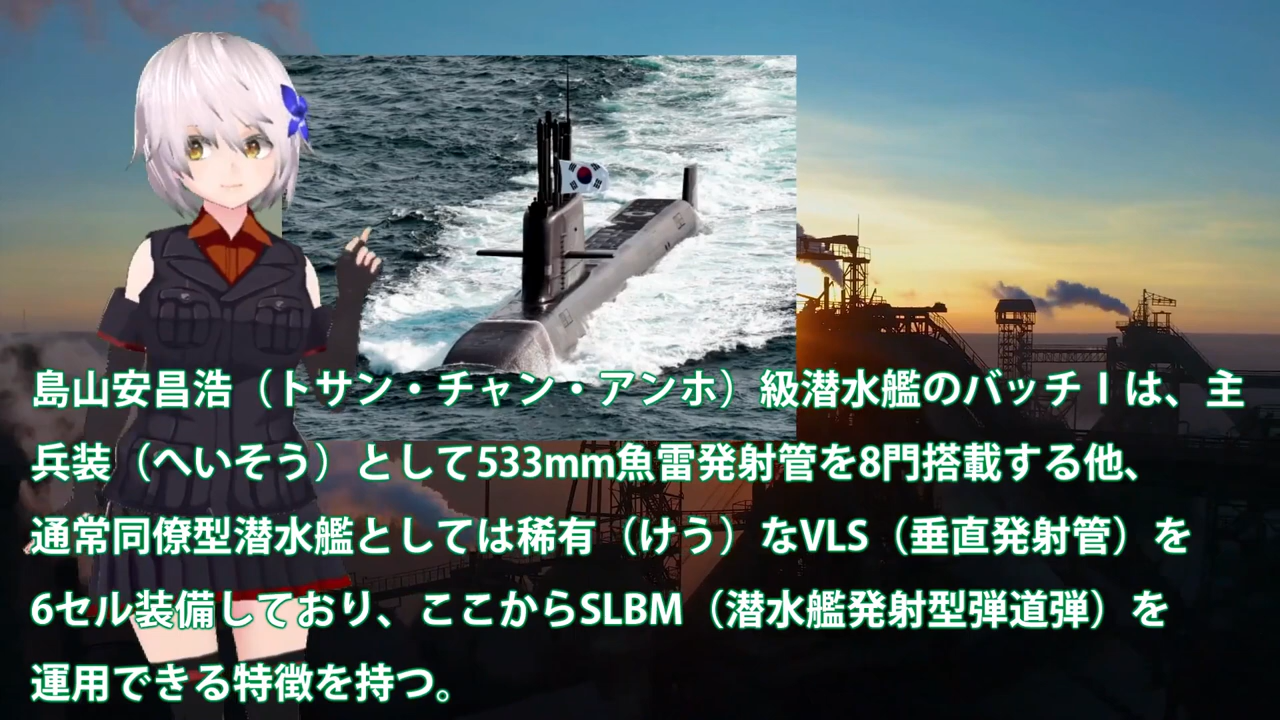 島山安昌浩（トサン・チャン・アンホ）級潜水艦のバッチⅠは、主
兵装（へいそう）として533mm魚雷発射管を8門搭載する他、
通常同僚型潜水艦としては稀有（けう）なVLS（垂直発射管）を
6セル装備しており、ここからSLBM（潜水艦発射型弾道弾）を
運用できる特徴を持つ。